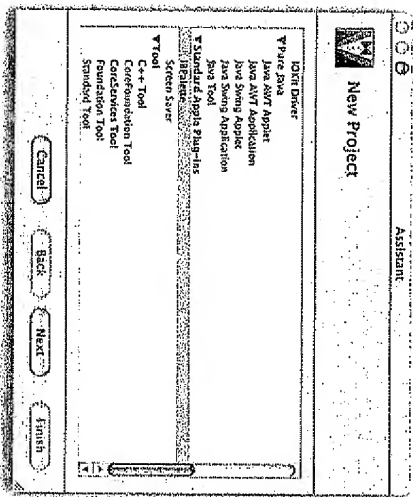 Assistant
New Project
IOKit Driver
Pure Java
Java AWT Applet
Java AWT Application
Java Swing Applet
Java Swing Application
Java Tool
Standard Apple Plug-ins
IBPalette
Screen Saver
Tool
C++ Tool
CoreFoundation Tool
CoreServices Tool
Foundation Tool
Standard Tool
Cancel
Back
Next
Finish